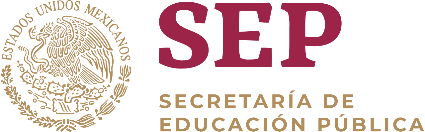 ESTADOS UNIDOS MEXICANOS
SEP
SECRETARÍA DE
EDUCACIÓN PÚBLICA